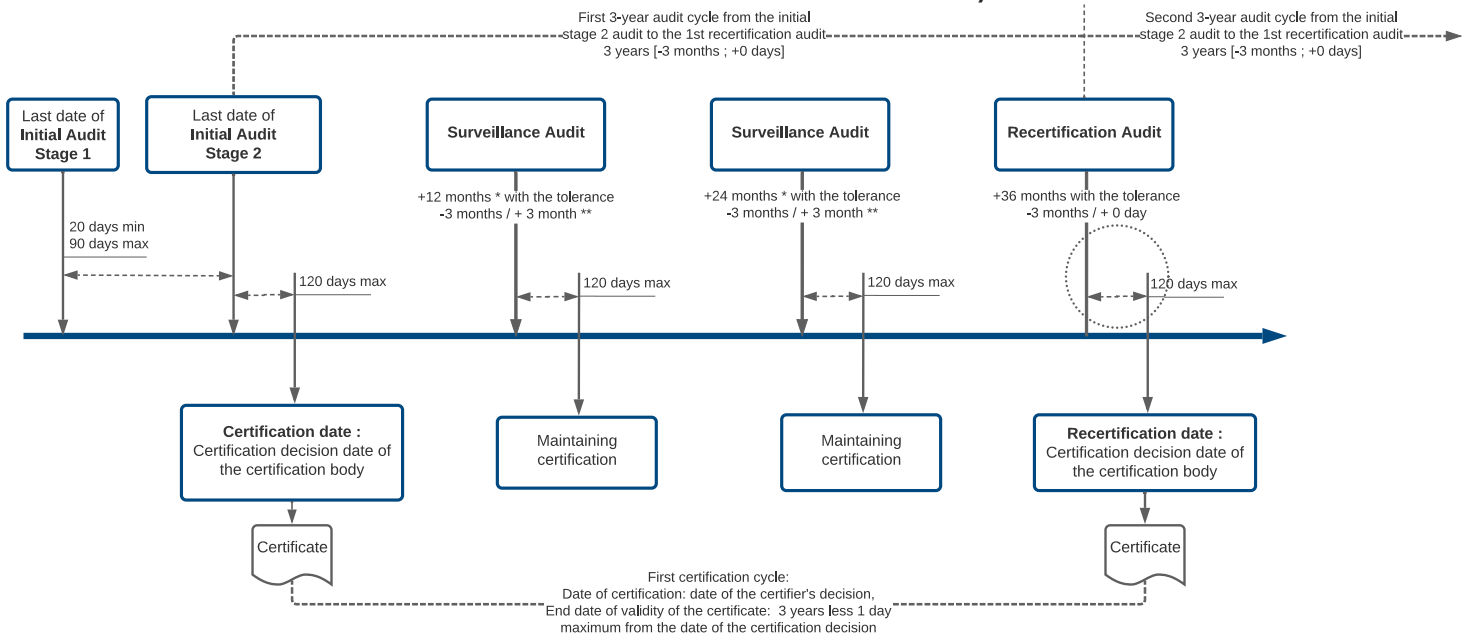 First 3-year audit cycle from the initial
stage 2 audit to the 1st recertification audit
3 years [-3 months ; +0 days]
Second 3-year audit cycle from the initial
stage 2 audit to the 1st recertification audit
3 years [-3 months ; +0 days]
Last date of
Initial Audit
Stage 1
Last date of
Initial Audit
Stage 2
Surveillance Audit
Surveillance Audit
Recertification Audit
+12 months * with the tolerance
-3 months / + 3 month **
+24 months * with the tolerance
-3 months / + 3 month **
+36 months with the tolerance
-3 months / + 0 day
20 days min
90 days max
120 days max
120 days max
120 days max
120 days max
Certification date :
Certification decision date of
the certification body
Maintaining
certification
Maintaining
certification
Recertification date :
Certification decision date of
the certification body
Certificate
Certificate
First certification cycle:
Date of certification: date of the certifier's decision,
End date of validity of the certificate: 3 years less 1 day
maximum from the date of the certification decision